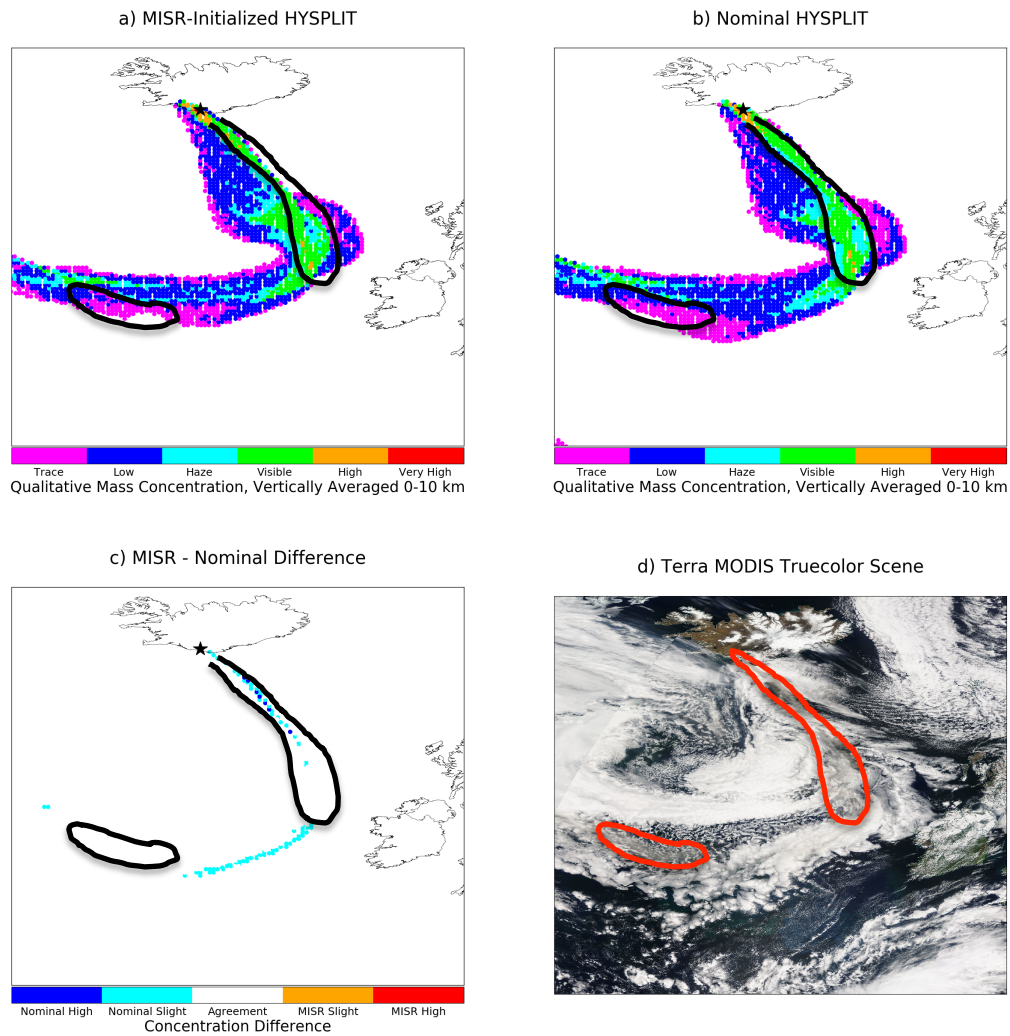 a) MISR-Initialized HYSPLIT
b) Nominal HYSPLIT
Trace Low Haze Visible High Very High
Qualitative Mass Concentration, Vertically Averaged 0-10 km
Trace Low Haze Visible High Very High
Qualitative Mass Concentration, Vertically Averaged 0-10 km
c) MISR - Nominal Difference
d) Terra MODIS Truecolor Scene
Nominal High Nominal Slight Agreement MISR Slight MISR High
Concentration Difference